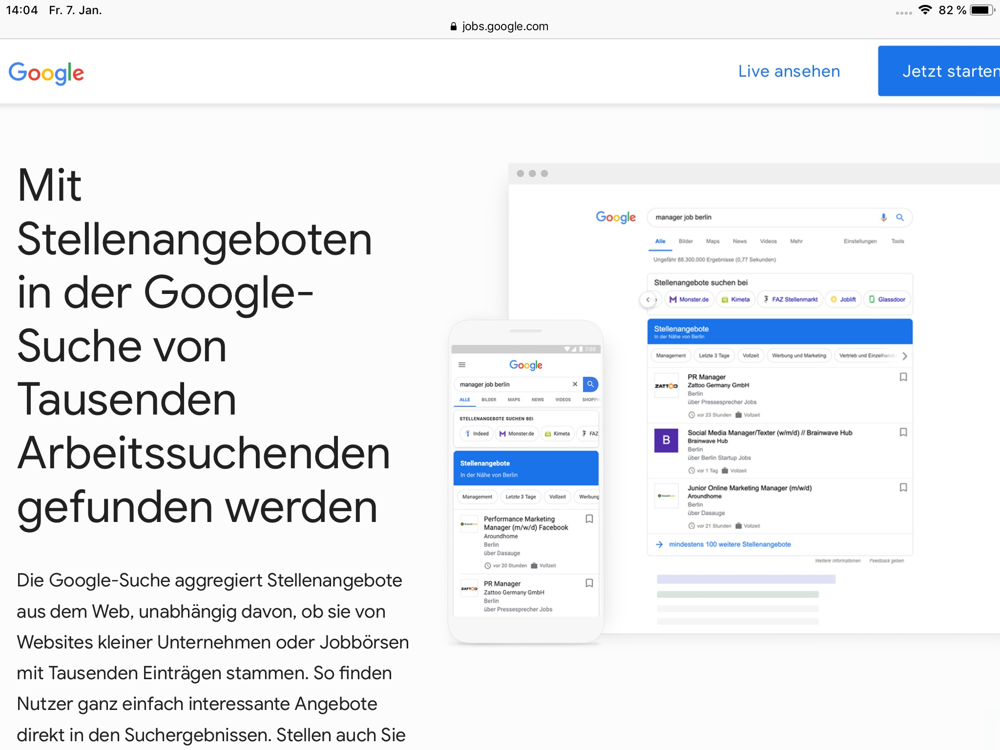 14:04 Fr. 7. Jan.
82 %
jobs.google.com
Google
Live ansehen
Jetzt starten
Mit
Stellenangeboten
in der Google-
Suche von
Tausenden
Arbeitssuchenden
gefunden werden
Die Google-Suche aggregiert Stellenangebote
aus dem Web, unabhängig davon, ob sie von
Websites kleiner Unternehmen oder Jobbörsen
mit Tausenden Einträgen stammen. So finden
Nutzer ganz einfach interessante Angebote
direkt in den Suchergebnissen. Stellen auch Sie
7:00
Google
manager job berlin
ALLE BILDER MAPS NEWS VIDEOS
STELLENANGEBOTE SUCHEN BEI
Indeed Monster.de Kimeta FAZ
Stellenangebote
In der Nähe von Berlin
Management Letzte 3 Tage Vollzeit Werbung
Performance Marketing
Manager (m/w/d) Facebook
Aroundhome
Berlin
über Dasauge
vor 20 Stunden Vollzeit
ZATTOO
PR Manager
Zattoo Germany GmbH
Berlin
über Pressesprecher Jobs
Google
manager job berlin
Alle Bilder Maps News Videos Mehr Einstellungen Tools
Ungefähr 88.300.000 Ergebnisse (0,77 Sekunden)
Stellenangebote suchen bei
Monster.de Kimeta FAZ Stellenmarkt Joblift Glassdoor
Stellenangebote
In der Nähe von Berlin
Management Letzte 3 Tage Vollzeit Werbung und Marketing Vertrieb und Einzelhande
ZATTOO
PR Manager
Zattoo Germany GmbH
Berlin
über Pressesprecher Jobs
vor 23 Stunden Vollzeit
B
Social Media Manager/Texter (w/m/d) // Brainwave Hub
Brainwave Hub
Berlin
über Berlin Startup Jobs
vor 1 Tag Vollzeit
Junior Online Marketing Manager (m/w/d)
Aroundhome
Berlin
über Dasauge
vor 21 Stunden Vollzeit
mindestens 100 weitere Stellenangebote
Weitere Informationen Feedback geben